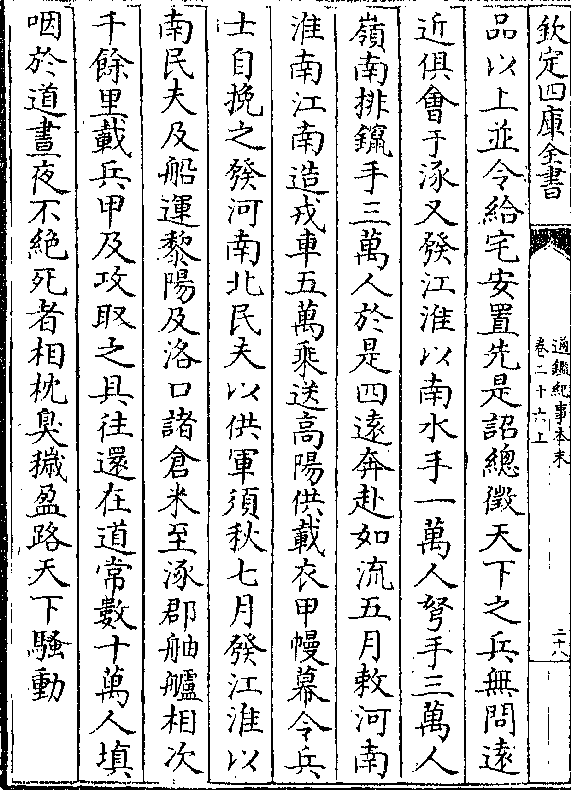 欽定四庫全書
通鑑紀事本末
卷二十六上
二十八
品以上並令給宅安置先是詔總徵天下之兵無問遠
近俱會于涿又發江淮以南水手一萬人弩手三萬人
嶺南排鑹手三萬人於是四遠奔赴如流五月敕河南
淮南江南造戎車五萬乘送高陽供載衣甲幔幕令兵
士自挽之發河南北民夫以供軍須秋七月發江淮以
南民夫及船運黎陽及洛口諸倉米至涿郡舳艫相次
千餘里載兵甲及攻取之具往還在道常數十萬人填
咽於道晝夜不絶死者相枕臭穢盈路天下騷動